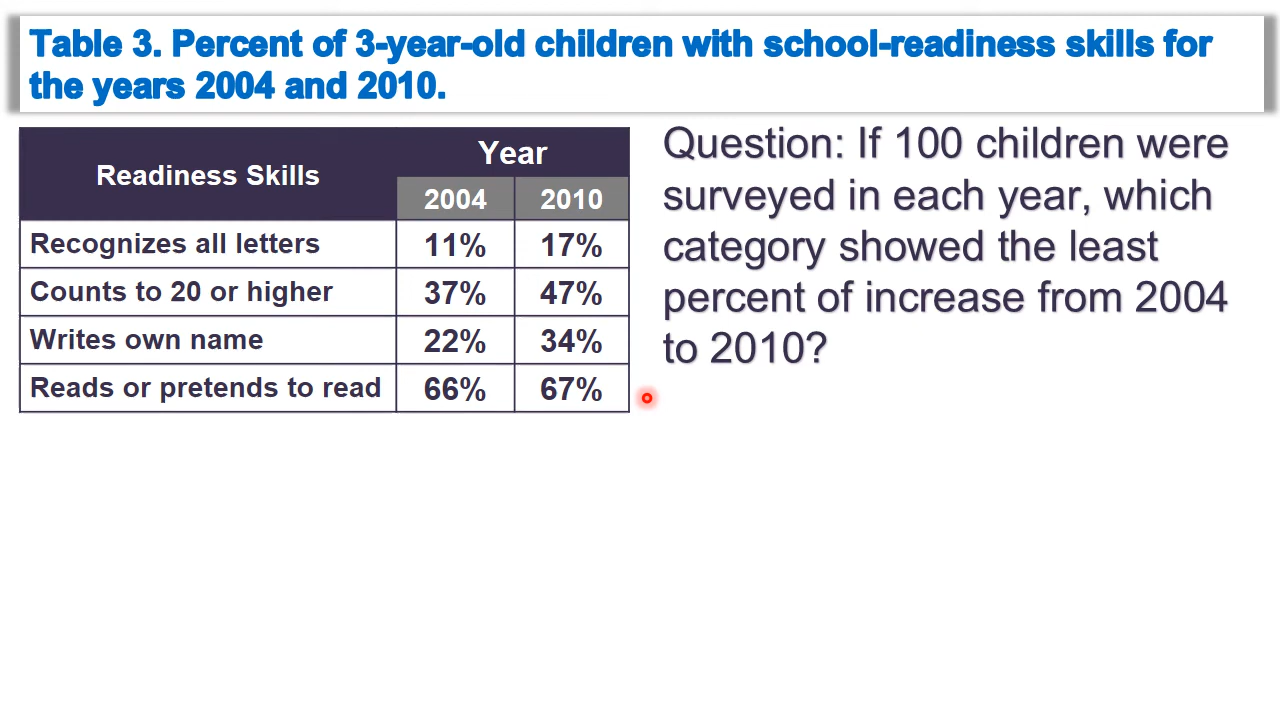 Table 3. Percent of 3-year-old children with school-readiness skills for
the years 2004 and 2010.
Readiness Skills
Year
2004 2010
Recognizes all letters 11% 17%
Counts to 20 or higher 37% 47%
Writes own name 22% 34%
Reads or pretends to read 66% 67%
Question: If 100 children were
surveyed in each year, which
category showed the least
percent of increase from 2004
to 2010?